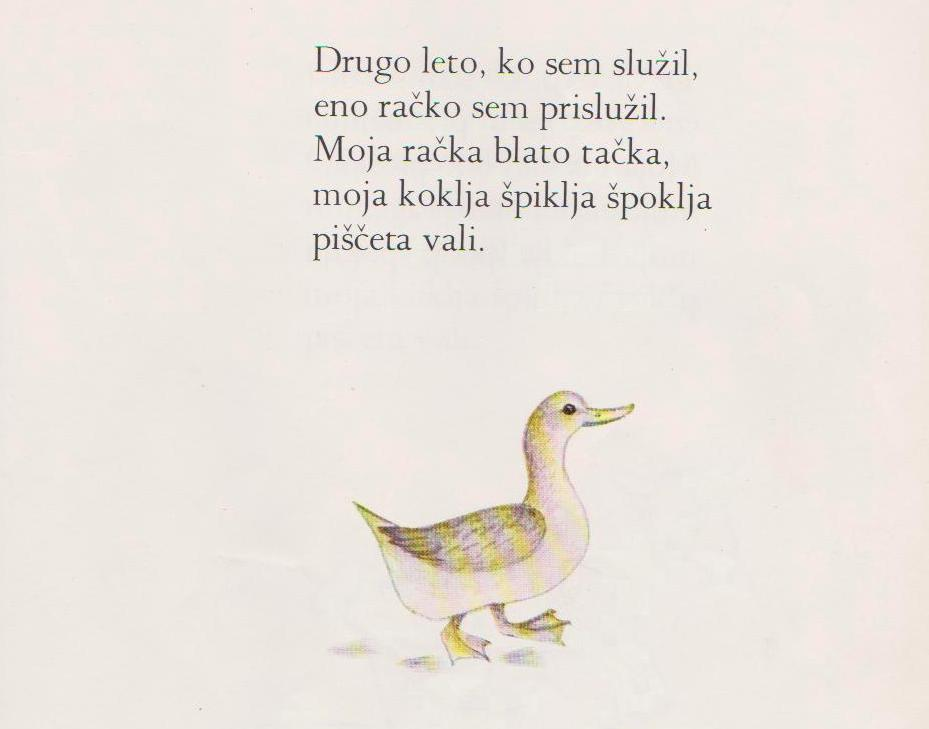 Drugo leto, ko sem služil,
eno račko sem prislužil.
Moja račka blato tačka,
moja koklja špiklja špoklja
piščeta vali.